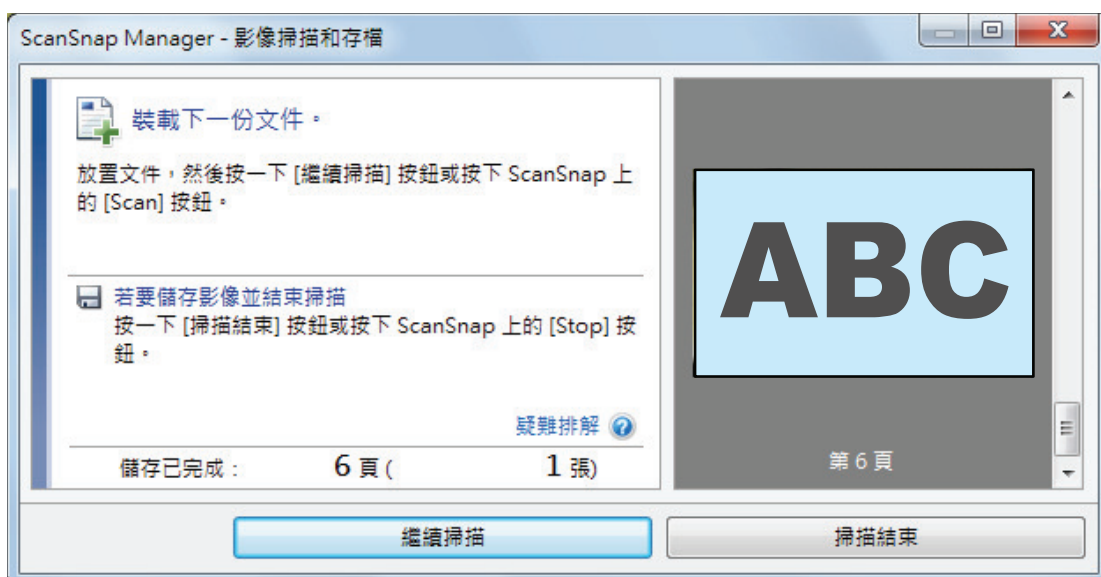 ScanSnap Manager - 影像掃描和存檔
裝載下一份文件。
放置文件，然後按一下 [繼續掃描] 按鈕或按下 ScanSnap 上
的 [Scan] 按鈕。
若要儲存影像並結束掃描
按一下 [掃描結束] 按鈕或按下 ScanSnap 上的 [Stop] 按
鈕。
疑難排解
儲存已完成： 6 頁 ( 1 張)
ABC
第 6 頁
繼續掃描 掃描結束